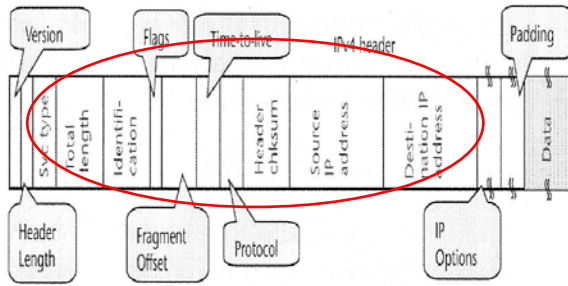 Version
Flags
Time-to-live
IPv4 header
Padding
Svc type
Total
length
Identifi-
cation
Header
chksum
Source
IP
address
Desti-
nation IP
address
Data
Header
Length
Fragment
Offset
Protocol
IP
Options